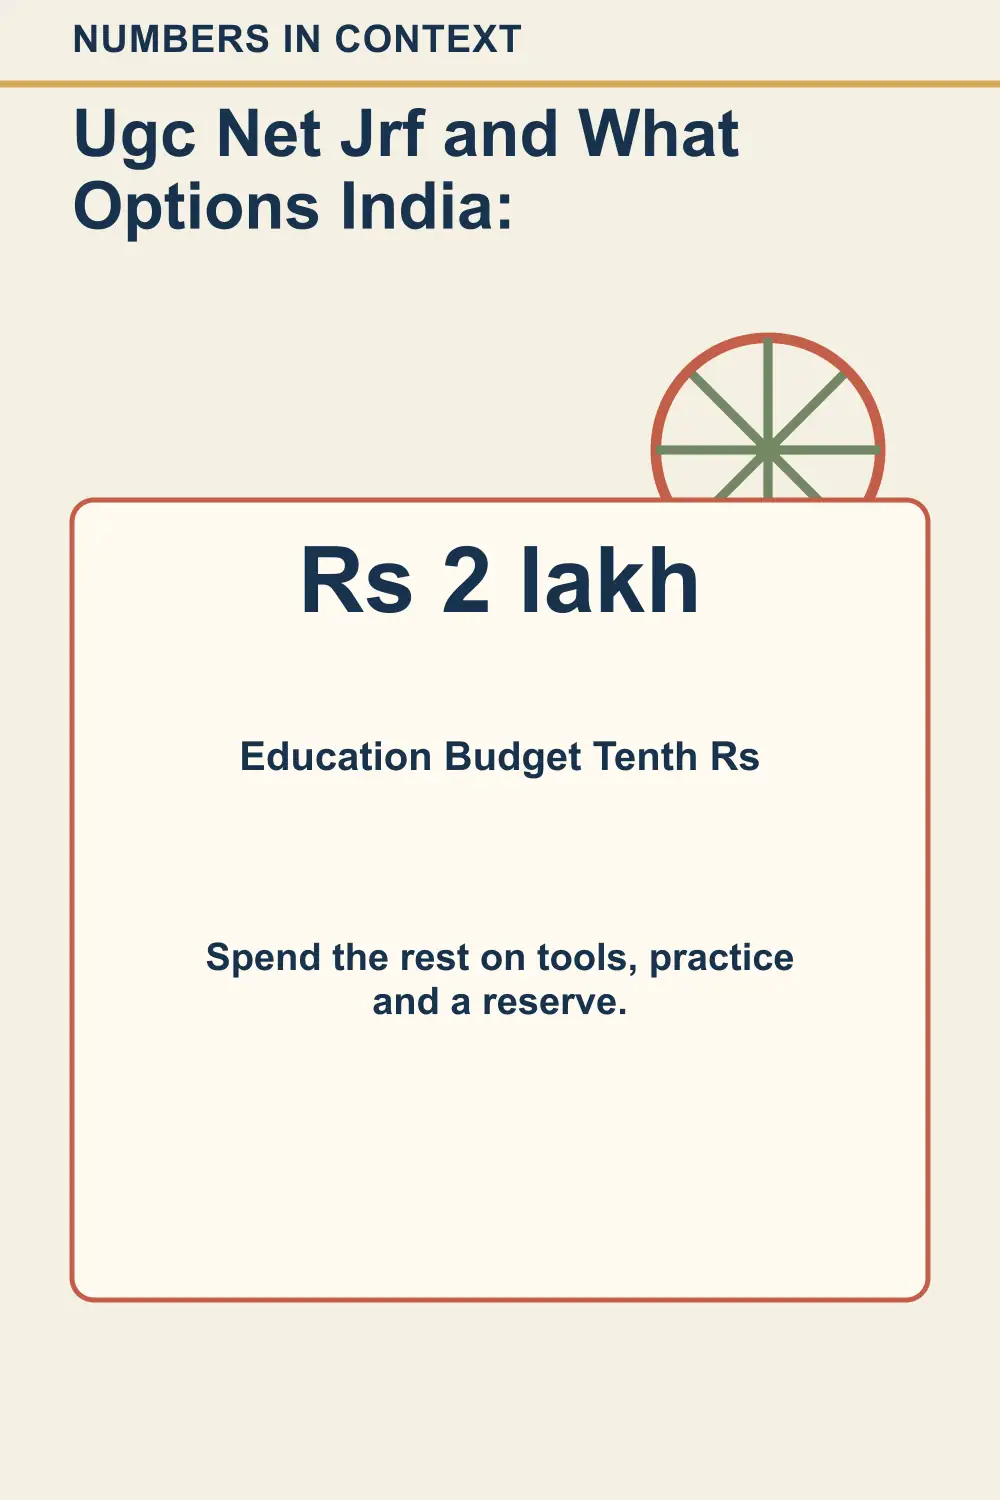 NUMBERS IN CONTEXT
Ugc Net Jrf and What
Options India:
Rs 2 lakh
Education Budget Tenth Rs
Spend the rest on tools, practice
and a reserve.